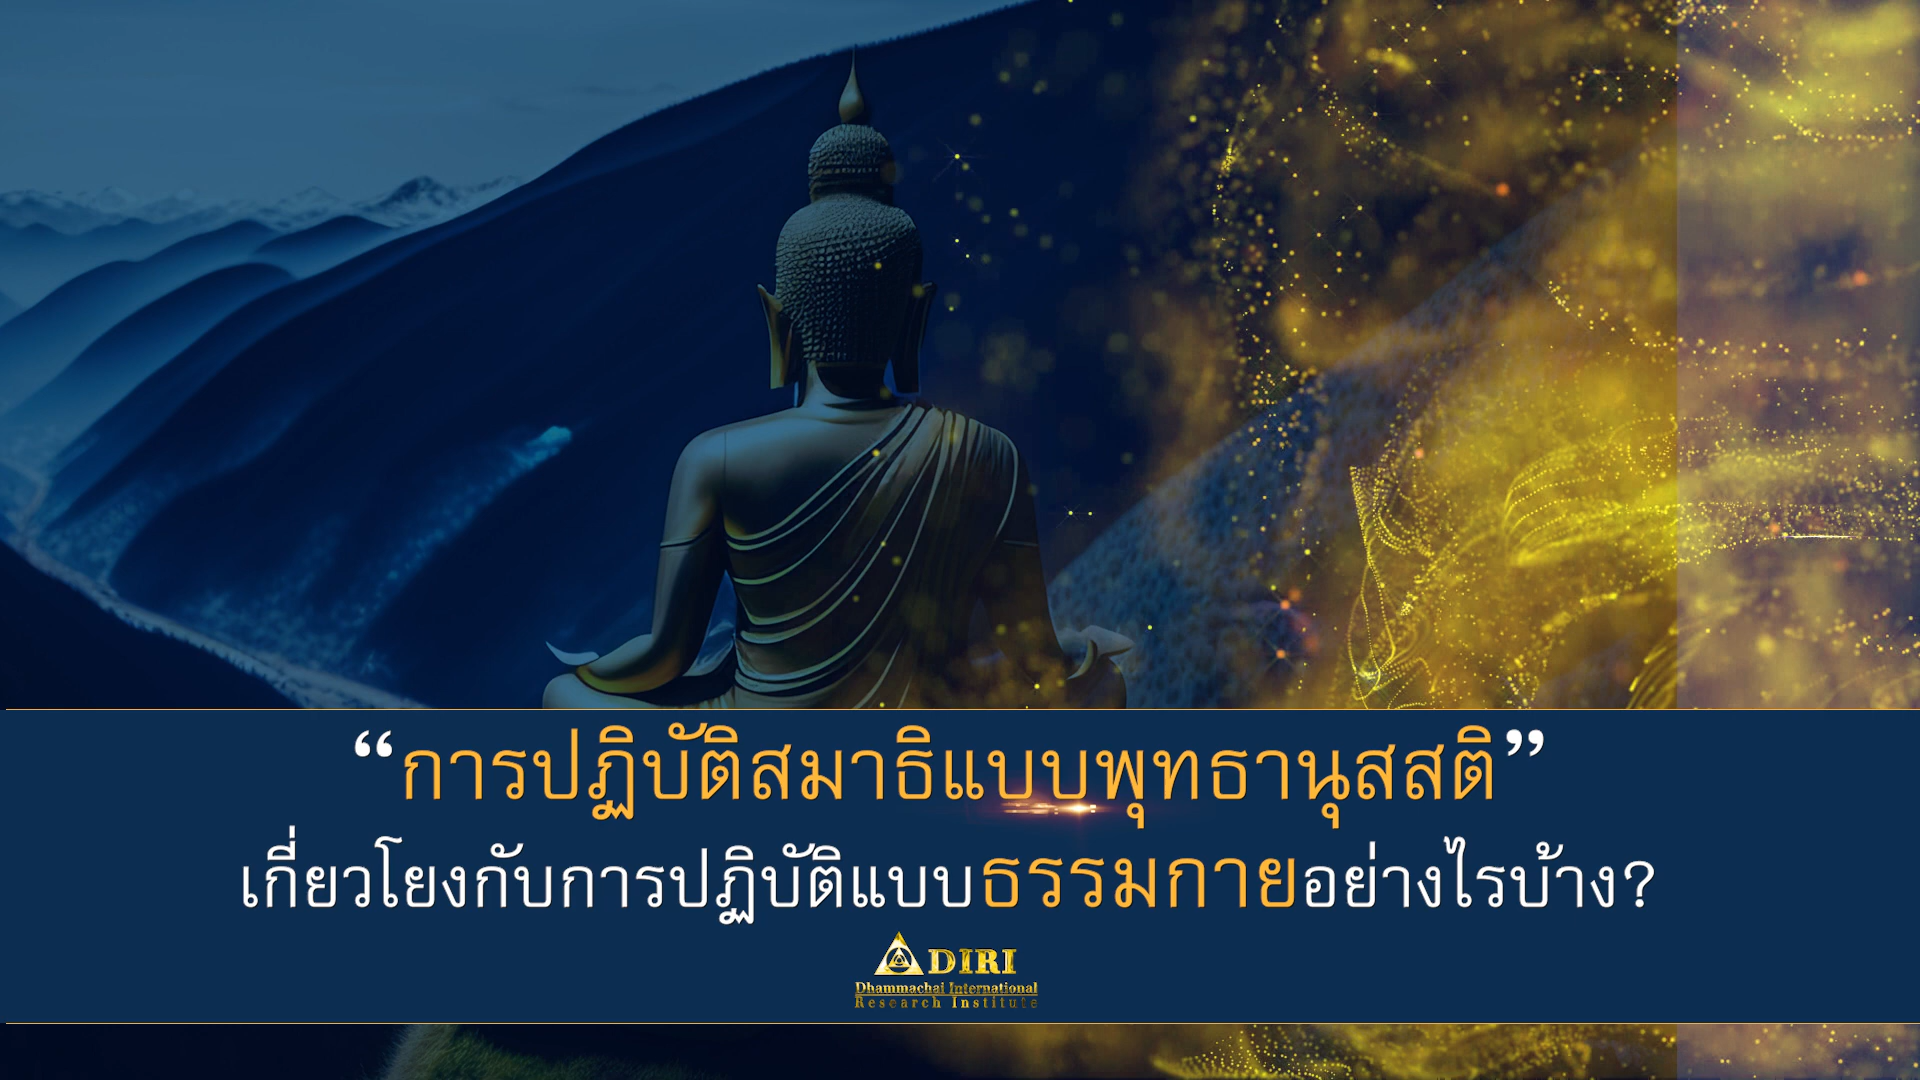 “การปฏิบัติสมาธิแบบพุทธานุสสติ”
เกี่ยวโยงกับการปฏิบัติแบบธรรมกายอย่างไรบ้าง?
DIRI
Dhammachai International
Research Institute